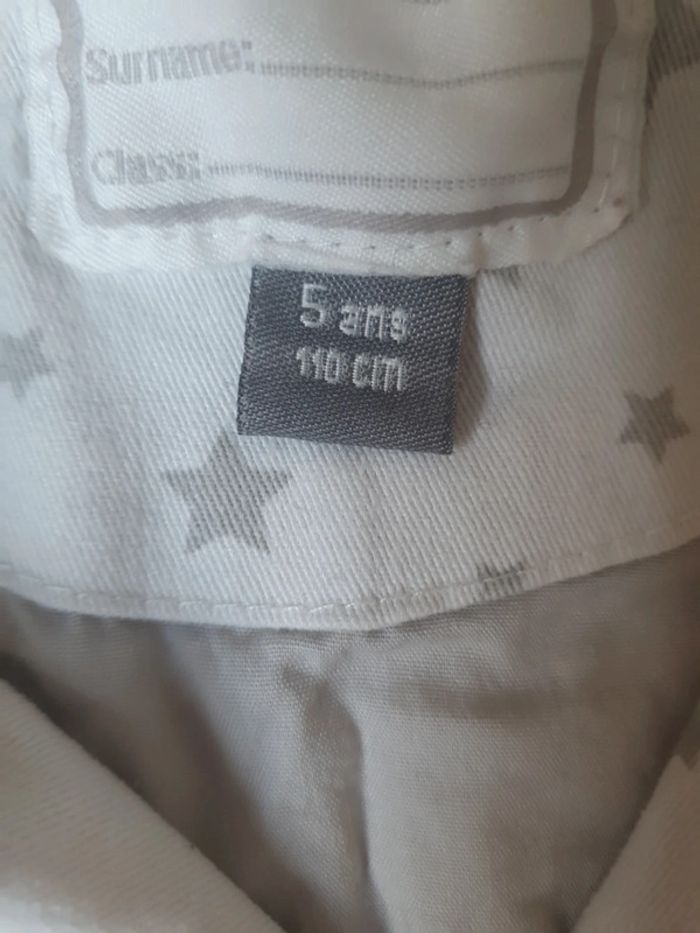 Surname:
Class:
5 ans
110 cm